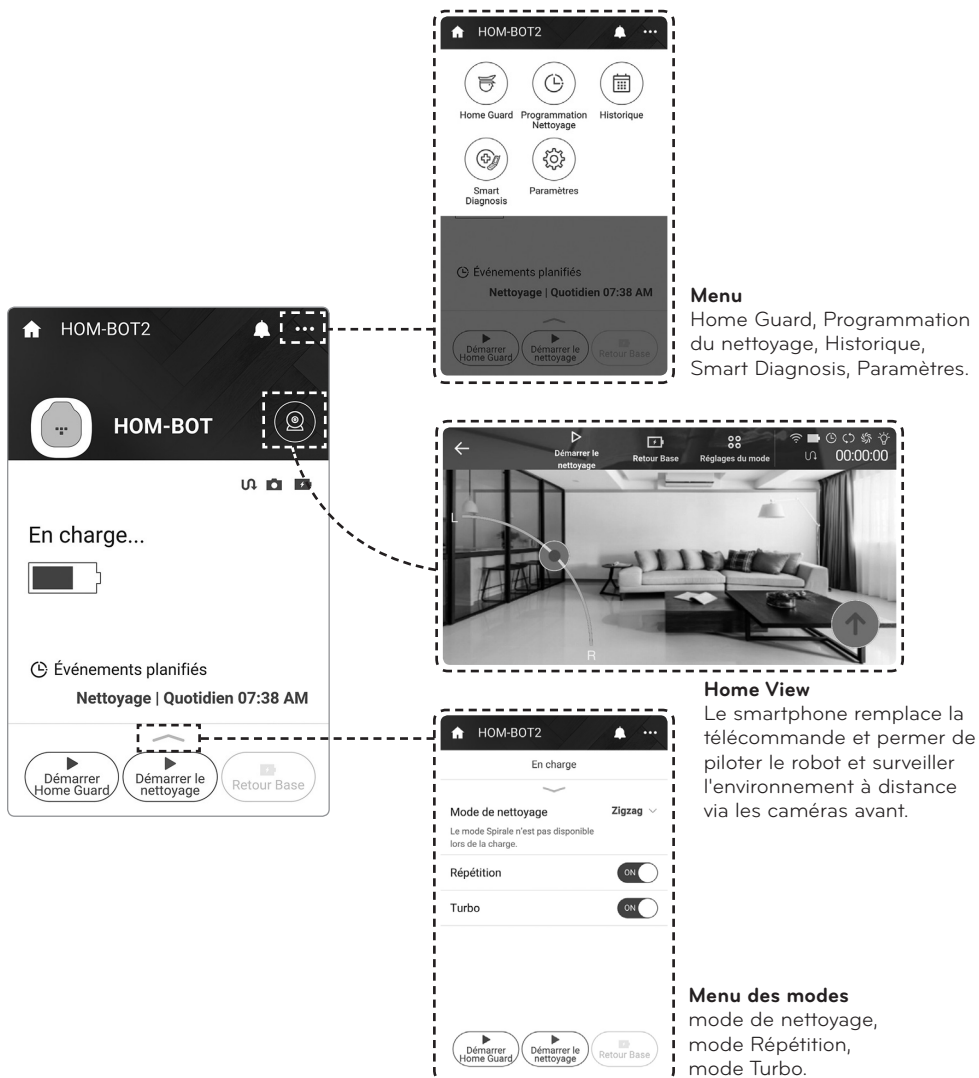 HOM-BOT2
Home Guard
Programmation
Nettoyage
Historique
Smart
Diagnosis
Paramètres
Événements planifiés
Nettoyage | Quotidien 07:38 AM
Démarrer
Home Guard
Démarrer le
nettoyage
Retour Base
Menu
Home Guard, Programmation
du nettoyage, Historique,
Smart Diagnosis, Paramètres.
HOM-BOT2
HOM-BOT
En charge...
Événements planifiés
Nettoyage | Quotidien 07:38 AM
Démarrer
Home Guard
Démarrer le
nettoyage
Retour Base
Démarrer le
nettoyage
Retour Base
Réglages du mode
00:00:00
L
R
Home View
Le smartphone remplace la
télécommande et permer de
piloter le robot et surveiller
l'environnement à distance
via les caméras avant.
HOM-BOT2
En charge
Mode de nettoyage
Zigzag
Le mode Spirale n'est pas disponible
lors de la charge.
Répétition
ON
Turbo
ON
Démarrer
Home Guard
Démarrer le
nettoyage
Retour Base
Menu des modes
mode de nettoyage,
mode Répétition,
mode Turbo.